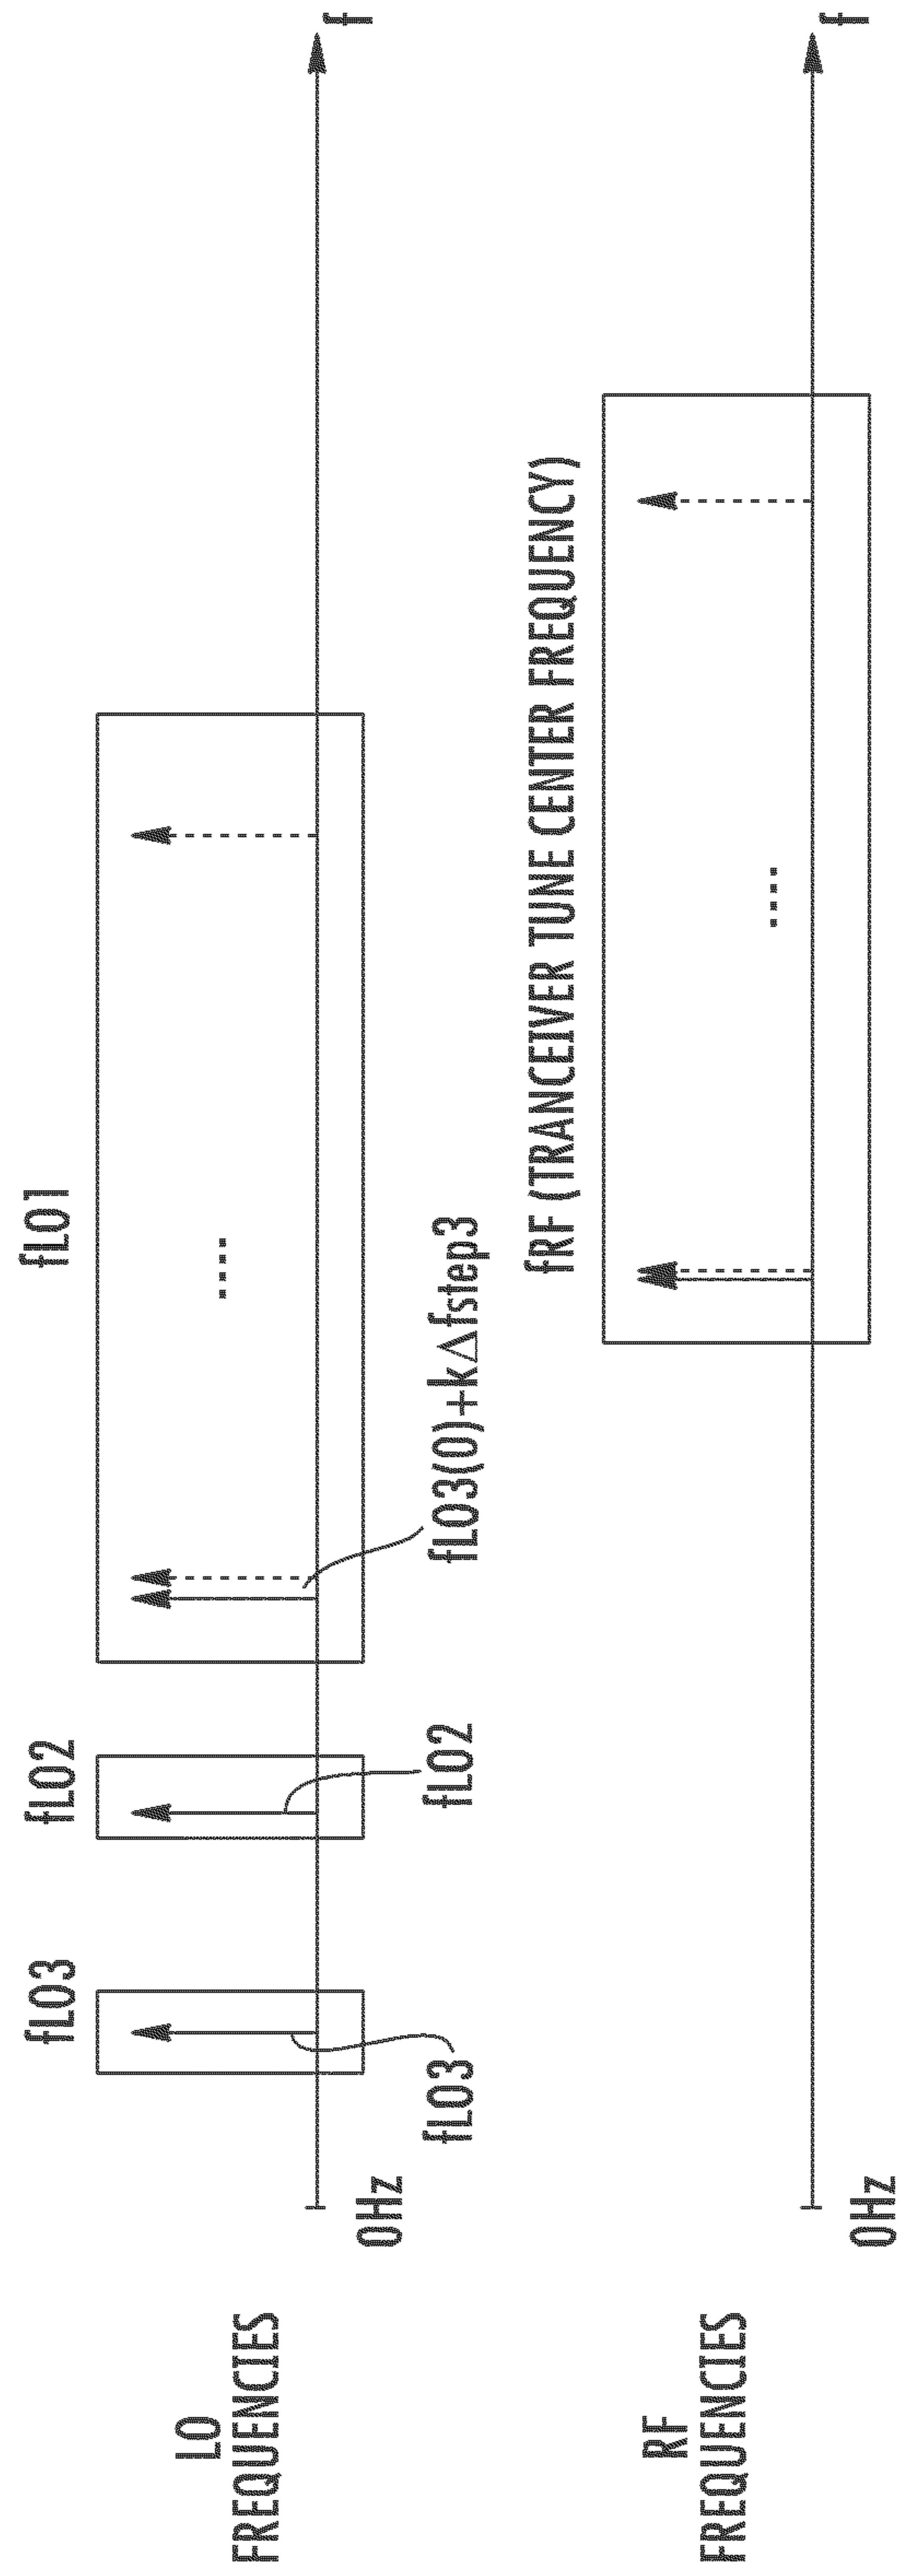 LO
FREQUENCIES
fLO3
fLO2
fLO1
f
0Hz
fLO3
fLO2
fLO3(0)+kΔfstep3
RF
FREQUENCIES
fRF (TRANCEIVER TUNE CENTER FREQUENCY)
f
0Hz